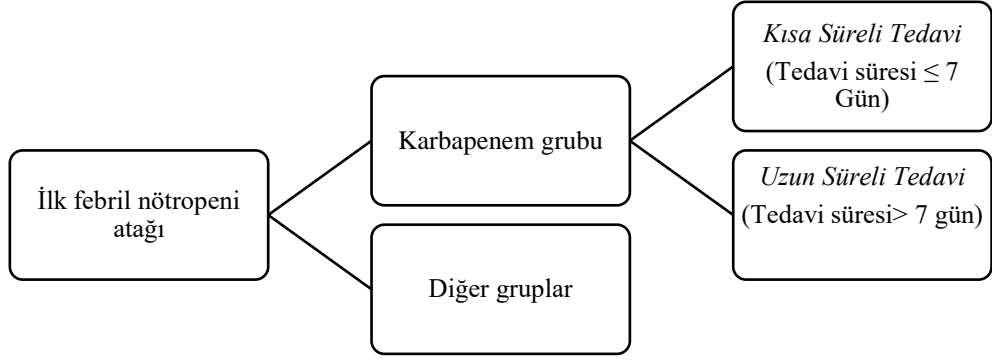 İlk febril nötropeni
atağı
Karbapenem grubu
Diğer gruplar
Kısa Süreli Tedavi
(Tedavi süresi ≤ 7
Gün)
Uzun Süreli Tedavi
(Tedavi süresi> 7 gün)